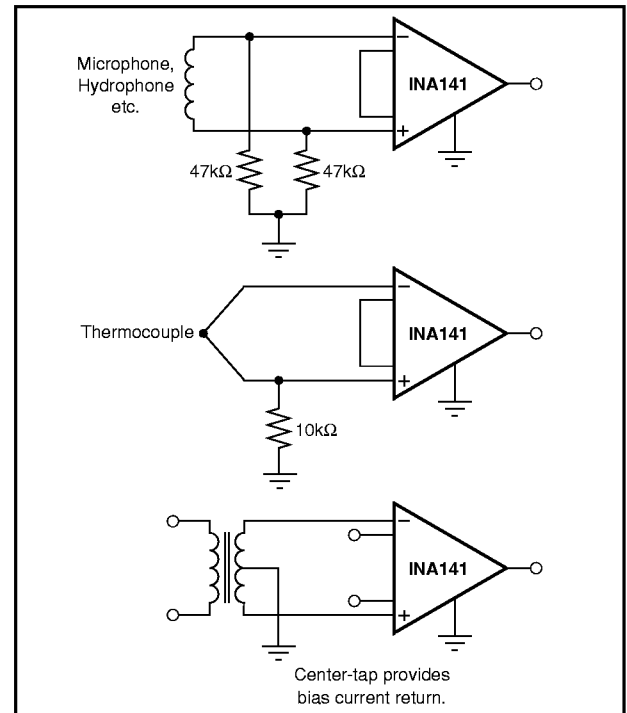 Microphone,
Hydrophone
etc.
−
INA141
+
47kΩ
47kΩ
−
Thermocouple
INA141
+
10kΩ
−
INA141
+
Center-tap provides
bias current return.